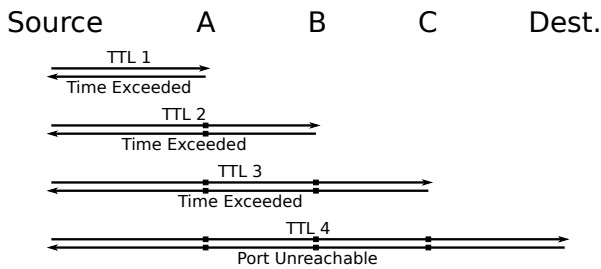 Source A B C Dest.
TTL 1
Time Exceeded
TTL 2
Time Exceeded
TTL 3
Time Exceeded
TTL 4
Port Unreachable